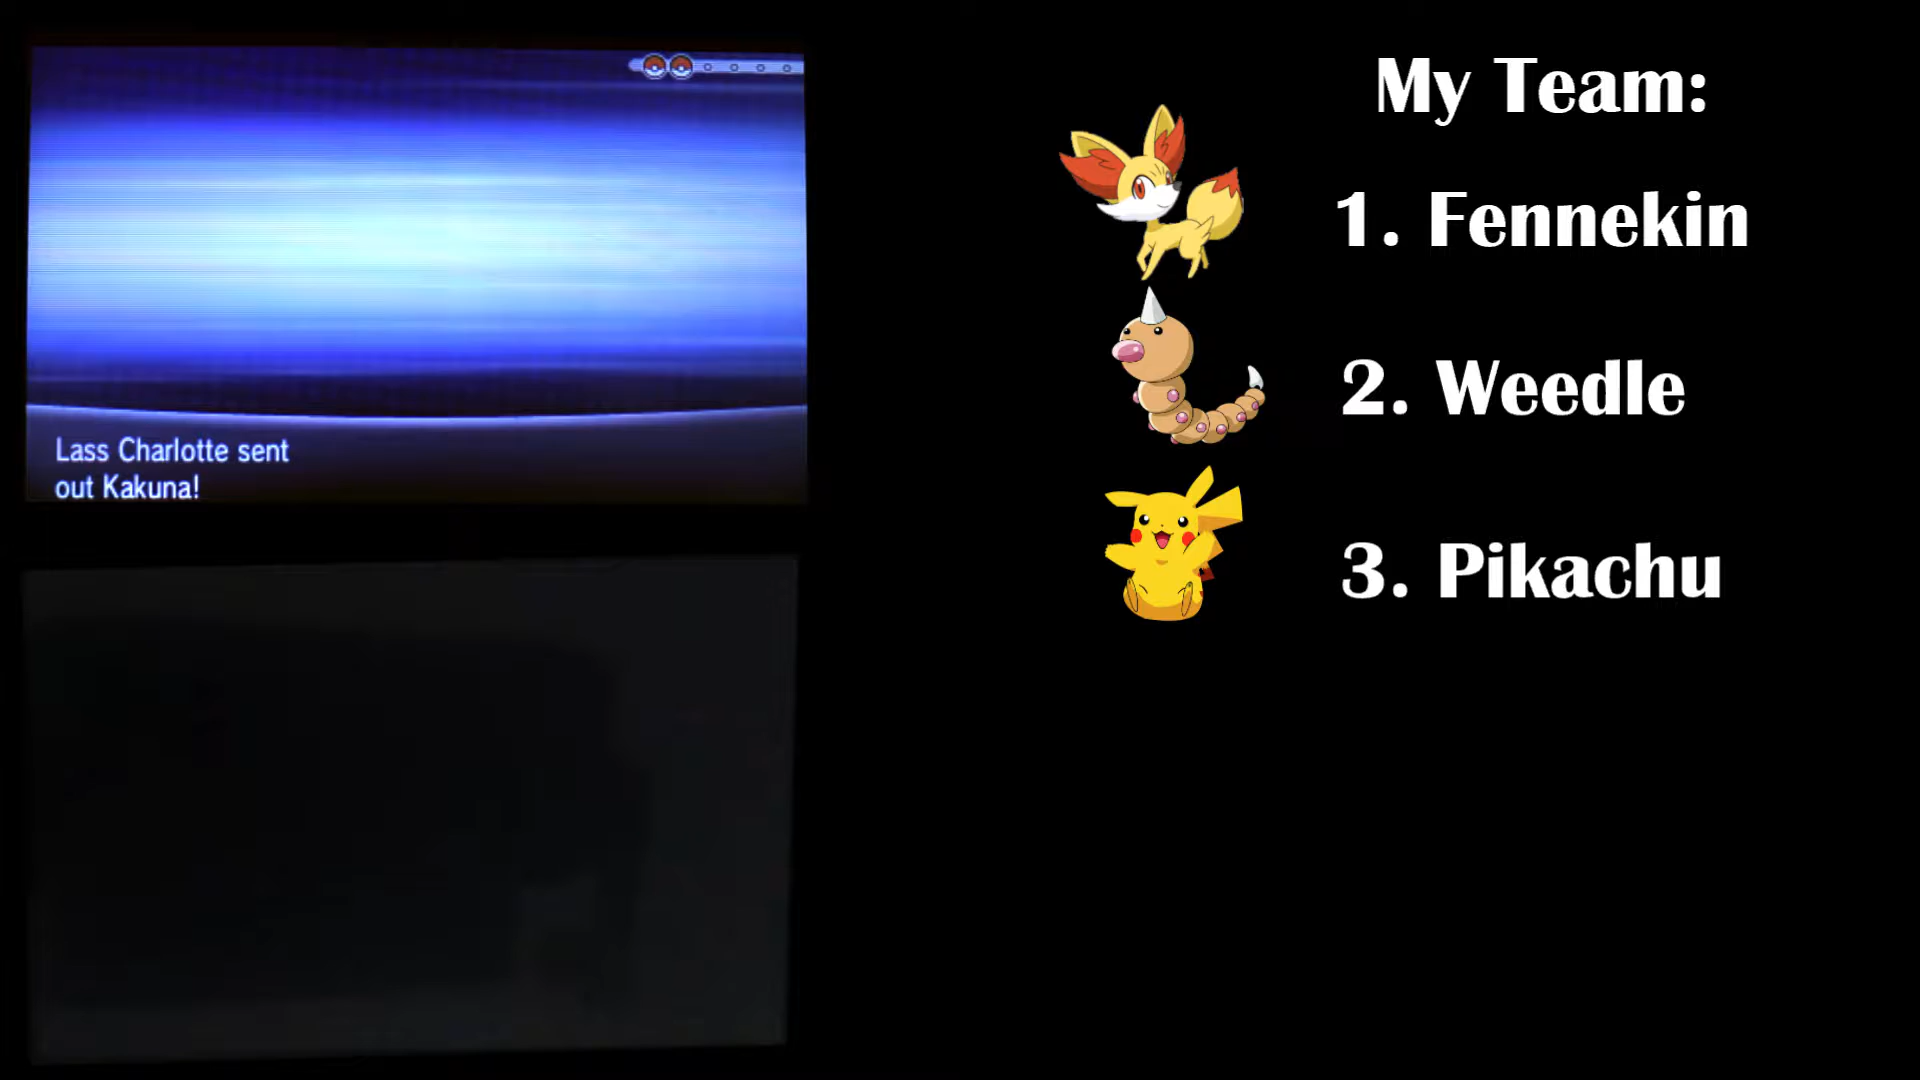 Lass Charlotte sent
out Kakuna!
My Team:
1. Fennekin
2. Weedle
3. Pikachu